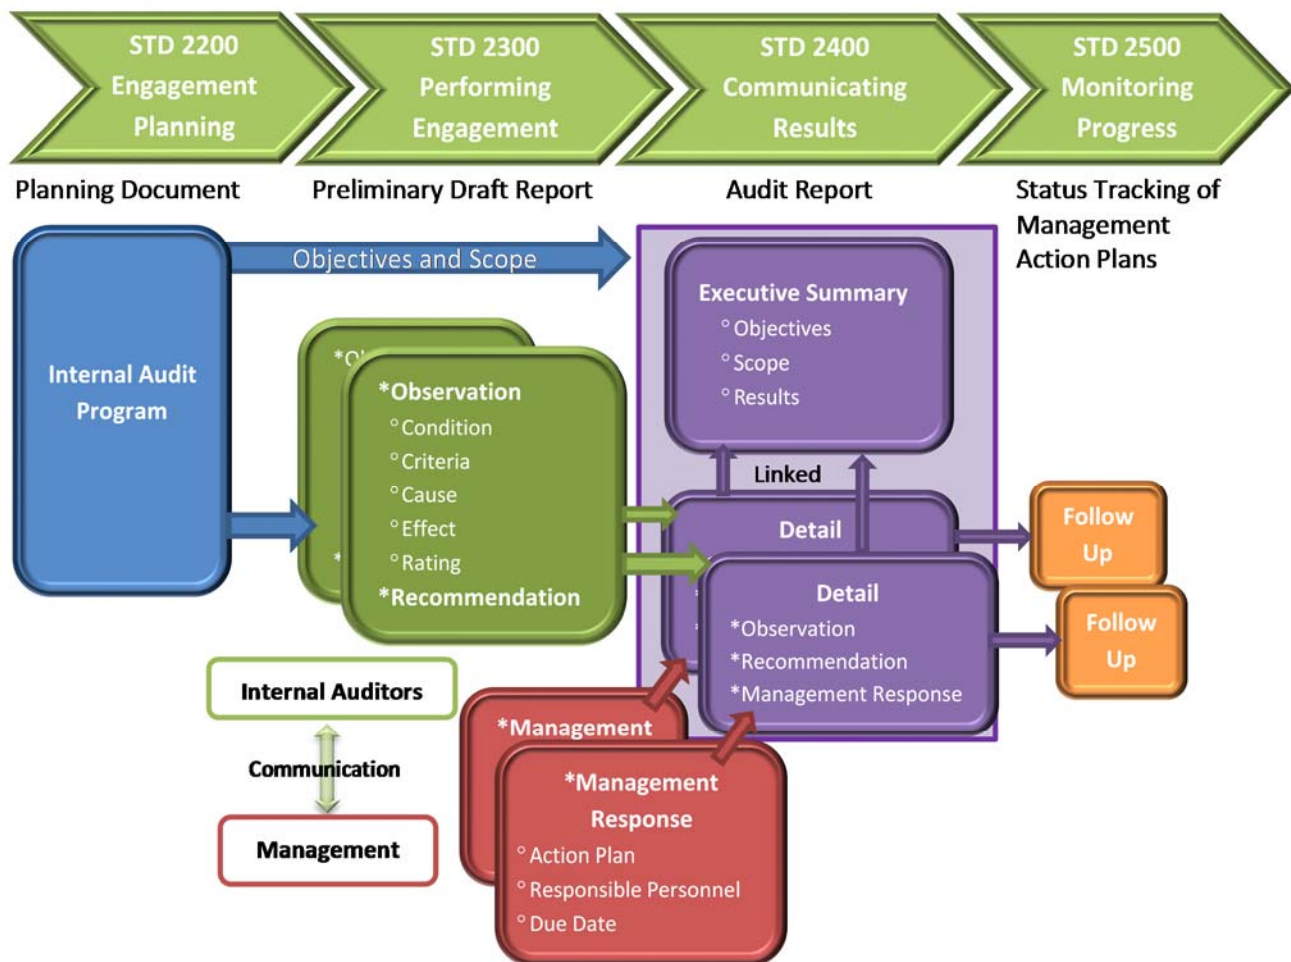 STD 2200
Engagement
Planning
STD 2300
Performing
Engagement
STD 2400
Communicating
Results
STD 2500
Monitoring
Progress
Planning Document
Preliminary Draft Report
Audit Report
Status Tracking of
Management
Action Plans
Internal Audit
Program
Objectives and Scope
*Observation
°Condition
°Criteria
°Cause
°Effect
°Rating
*Recommendation
Executive Summary
°Objectives
°Scope
°Results
Linked
Detail
Detail
*Observation
*Recommendation
*Management Response
Follow
Up
Follow
Up
Internal Auditors
Communication
Management
*Management
*Management
Response
°Action Plan
°Responsible Personnel
°Due Date